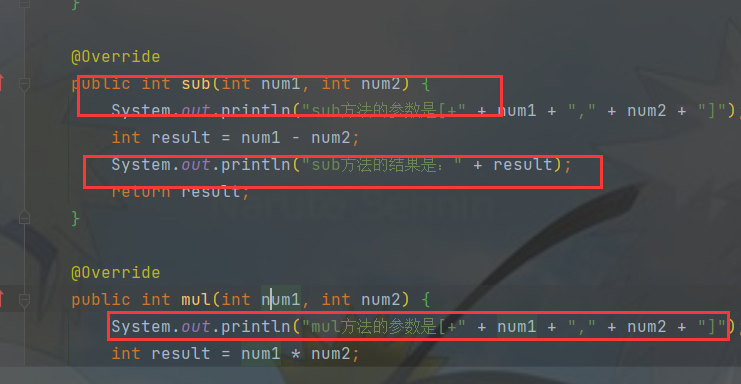 }
@Override
public int sub(int num1, int num2) {
System.out.println("sub方法的参数是[+" + num1 + "," + num2 + "]");
int result = num1 - num2;
System.out.println("sub方法的结果是：" + result);
return result;
}
@Override
public int mul(int num1, int num2) {
System.out.println("mul方法的参数是[+" + num1 + "," + num2 + "]")
int result = num1 * num2;